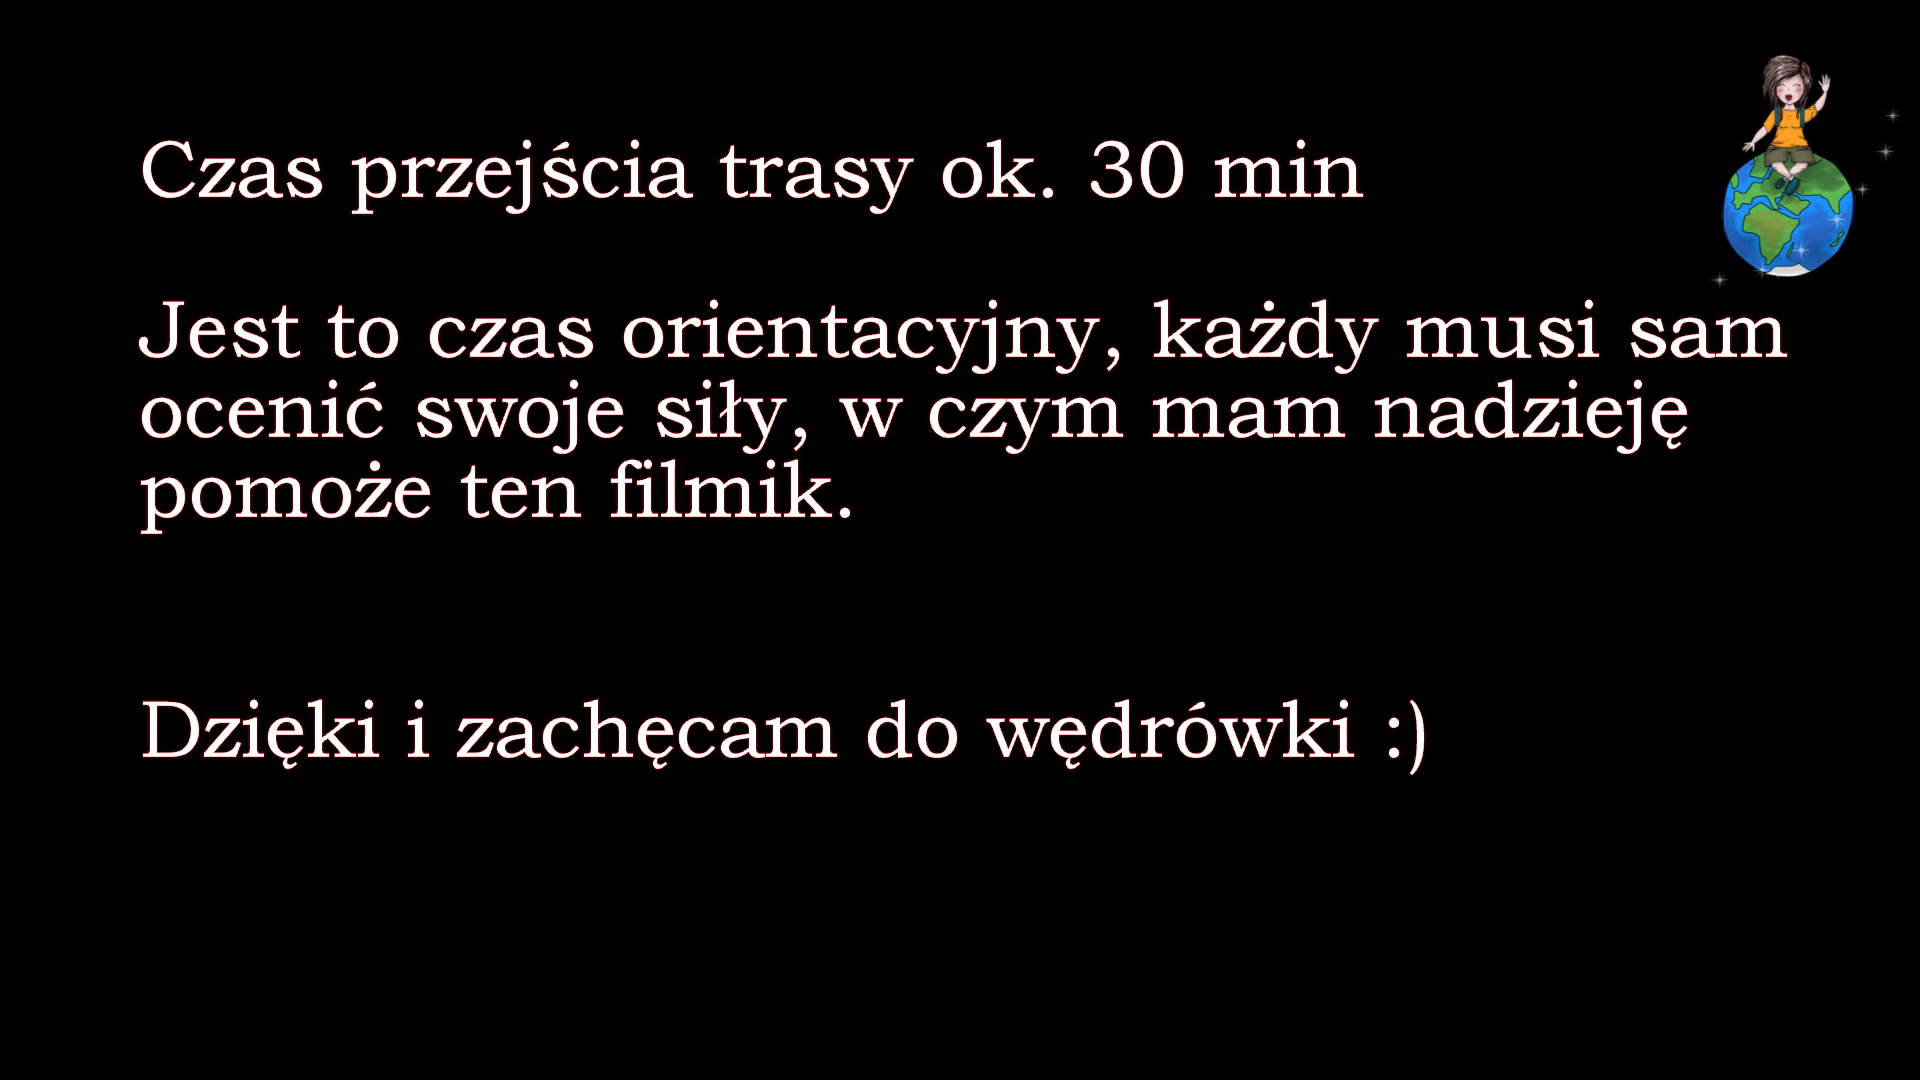 Czas przejścia trasy ok. 30 min
Jest to czas orientacyjny, każdy musi sam
ocenić swoje siły, w czym mam nadzieję
pomoże ten filmik.
Dzięki i zachęcam do wędrówki :)